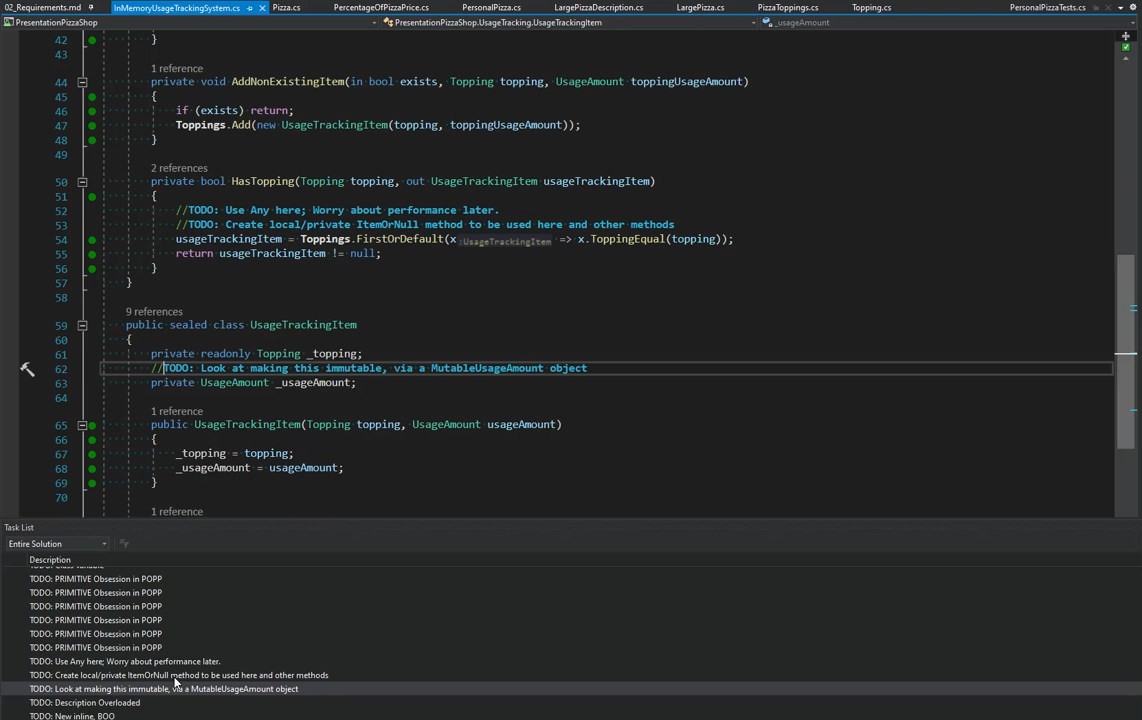 02_Requirements.md InMemoryUsageTrackingSystem.cs Pizza.cs PercentageOfPizzaPrice.cs PersonalPizza.cs LargePizzaDescription.cs LargePizza.cs PizzaToppings.cs Topping.cs PersonalPizzaTests.cs
PresentationPizzaShop PresentationPizzaShop.UsageTracking.UsageTrackingItem _usageAmount
42 }
43
1 reference
44 private void AddNonExistingItem(in bool exists, Topping topping, UsageAmount toppingUsageAmount)
45 {
46 if (exists) return;
47 Toppings.Add(new UsageTrackingItem(topping, toppingUsageAmount));
48 }
49
2 references
50 private bool HasTopping(Topping topping, out UsageTrackingItem usageTrackingItem)
51 {
52 //TODO: Use Any here; Worry about performance later.
53 //TODO: Create local/private ItemOrNull method to be used here and other methods
54 usageTrackingItem = Toppings.FirstOrDefault(x :UsageTrackingItem => x.ToppingEqual(topping));
55 return usageTrackingItem != null;
56 }
57 }
58
9 references
59 public sealed class UsageTrackingItem
60 {
61 private readonly Topping _topping;
62 //TODO: Look at making this immutable, via a MutableUsageAmount object
63 private UsageAmount _usageAmount;
64
1 reference
65 public UsageTrackingItem(Topping topping, UsageAmount usageAmount)
66 {
67 _topping = topping;
68 _usageAmount = usageAmount;
69 }
70
1 reference
Task List
Entire Solution
Description
TODO: Class variable
TODO: PRIMITIVE Obsession in POPP
TODO: PRIMITIVE Obsession in POPP
TODO: PRIMITIVE Obsession in POPP
TODO: PRIMITIVE Obsession in POPP
TODO: PRIMITIVE Obsession in POPP
TODO: PRIMITIVE Obsession in POPP
TODO: Use Any here; Worry about performance later.
TODO: Create local/private ItemOrNull method to be used here and other methods
TODO: Look at making this immutable, via a MutableUsageAmount object
TODO: Description Overloaded
TODO: New inline, BOO